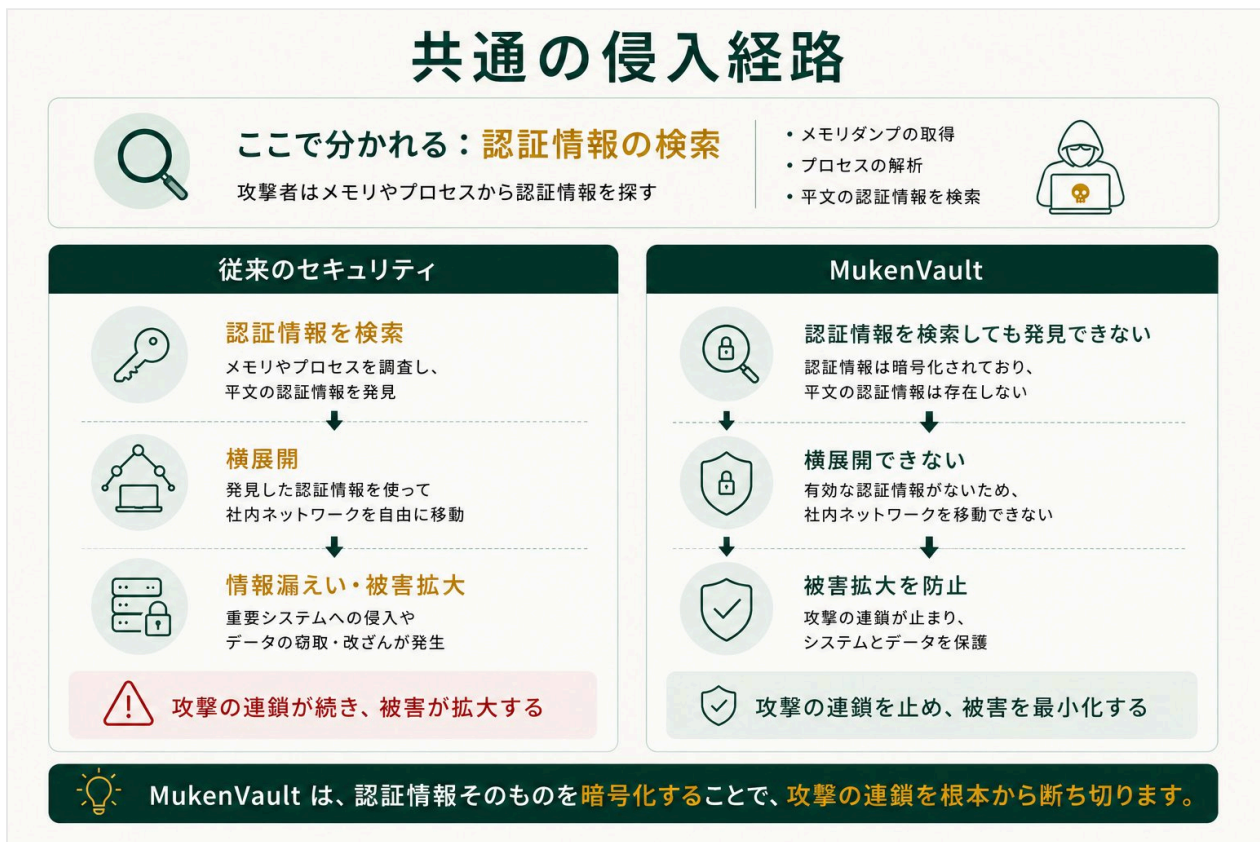 共通の侵入経路
ここで分かれる：認証情報の検索
攻撃者はメモリやプロセスから認証情報を探す
• メモリダンプの取得
• プロセスの解析
• 平文の認証情報を検索
従来のセキュリティ
認証情報を検索
メモリやプロセスを調査し、
平文の認証情報を発見
横展開
発見した認証情報を使って
社内ネットワークを自由に移動
情報漏えい・被害拡大
重要システムへの侵入や
データの窃取・改ざんが発生
攻撃の連鎖が続き、被害が拡大する
MukenVault
認証情報を検索しても発見できない
認証情報は暗号化されており、
平文の認証情報は存在しない
横展開できない
有効な認証情報がないため、
社内ネットワークを移動できない
被害拡大を防止
攻撃の連鎖が止まり、
システムとデータを保護
攻撃の連鎖を止め、被害を最小化する
MukenVault は、認証情報そのものを暗号化することで、攻撃の連鎖を根本から断ち切ります。